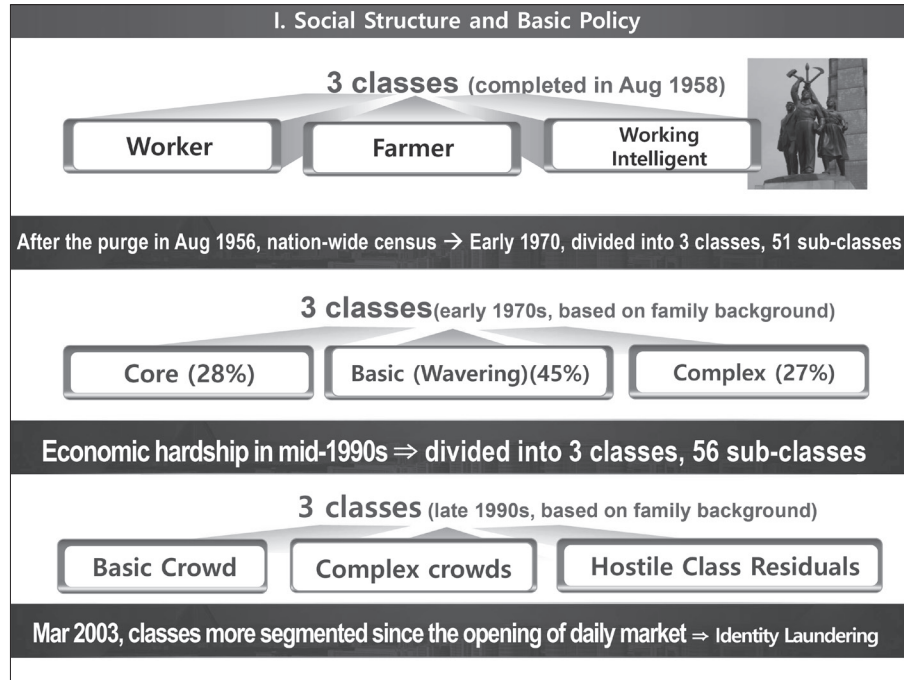 I. Social Structure and Basic Policy
3 classes (completed in Aug 1958)
Worker
Farmer
Working
Intelligent
After the purge in Aug 1956, nation-wide census → Early 1970, divided into 3 classes, 51 sub-classes
3 classes(early 1970s, based on family background)
Core (28%)
Basic (Wavering)(45%)
Complex (27%)
Economic hardship in mid-1990s ⇒ divided into 3 classes, 56 sub-classes
3 classes (late 1990s, based on family background)
Basic Crowd
Complex crowds
Hostile Class Residuals
Mar 2003, classes more segmented since the opening of daily market ⇒ Identity Laundering